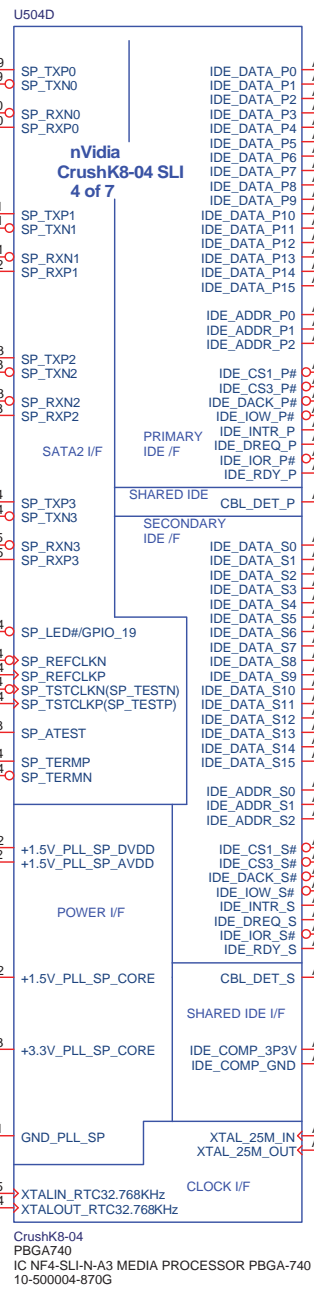 U504D
SP_TXP0
SP_TXN0
SP_RXN0
SP_RXP0
nVidia
CrushK8-04 SLI
4 of 7
SP_TXP1
SP_TXN1
SP_RXN1
SP_RXP1
SP_TXP2
SP_TXN2
SP_RXN2
SP_RXP2
SATA2 I/F
SP_TXP3
SP_TXN3
SP_RXN3
SP_RXP3
SP_LED#/GPIO_19
SP_REFCLKN
SP_REFCLKP
SP_TSTCLKN(SP_TESTN)
SP_TSTCLKP(SP_TESTP)
SP_ATEST
SP_TERMP
SP_TERMN
+1.5V_PLL_SP_DVDD
+1.5V_PLL_SP_AVDD
POWER I/F
+1.5V_PLL_SP_CORE
+3.3V_PLL_SP_CORE
GND_PLL_SP
XTALIN_RTC32.768KHz
XTALOUT_RTC32.768KHz
IDE_DATA_P0
IDE_DATA_P1
IDE_DATA_P2
IDE_DATA_P3
IDE_DATA_P4
IDE_DATA_P5
IDE_DATA_P6
IDE_DATA_P7
IDE_DATA_P8
IDE_DATA_P9
IDE_DATA_P10
IDE_DATA_P11
IDE_DATA_P12
IDE_DATA_P13
IDE_DATA_P14
IDE_DATA_P15
IDE_ADDR_P0
IDE_ADDR_P1
IDE_ADDR_P2
IDE_CS1_P#
IDE_CS3_P#
IDE_DACK_P#
IDE_IOW_P#
IDE_INTR_P
IDE_DREQ_P
IDE_IOR_P#
IDE_RDY_P
PRIMARY
IDE /F
SHARED IDE
CBL_DET_P
SECONDARY
IDE /F
IDE_DATA_S0
IDE_DATA_S1
IDE_DATA_S2
IDE_DATA_S3
IDE_DATA_S4
IDE_DATA_S5
IDE_DATA_S6
IDE_DATA_S7
IDE_DATA_S8
IDE_DATA_S9
IDE_DATA_S10
IDE_DATA_S11
IDE_DATA_S12
IDE_DATA_S13
IDE_DATA_S14
IDE_DATA_S15
IDE_ADDR_S0
IDE_ADDR_S1
IDE_ADDR_S2
IDE_CS1_S#
IDE_CS3_S#
IDE_DACK_S#
IDE_IOW_S#
IDE_INTR_S
IDE_DREQ_S
IDE_IOR_S#
IDE_RDY_S
CBL_DET_S
SHARED IDE I/F
IDE_COMP_3P3V
IDE_COMP_GND
XTAL_25M_IN
XTAL_25M_OUT
CLOCK I/F
CrushK8-04
PBGA740
IC NF4-SLI-N-A3 MEDIA PROCESSOR PBGA-740
10-500004-870G